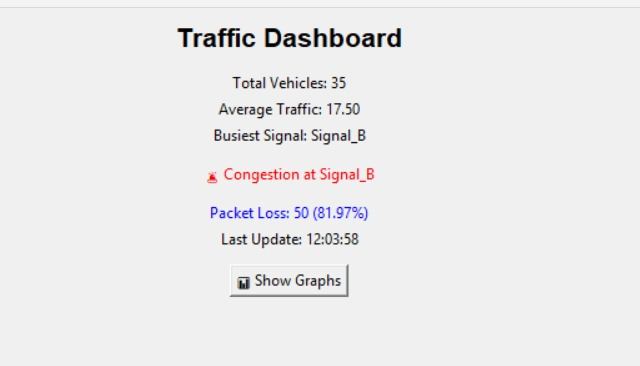 Traffic Dashboard
Total Vehicles: 35
Average Traffic: 17.50
Busiest Signal: Signal_B
Congestion at Signal_B
Packet Loss: 50 (81.97%)
Last Update: 12:03:58
Show Graphs